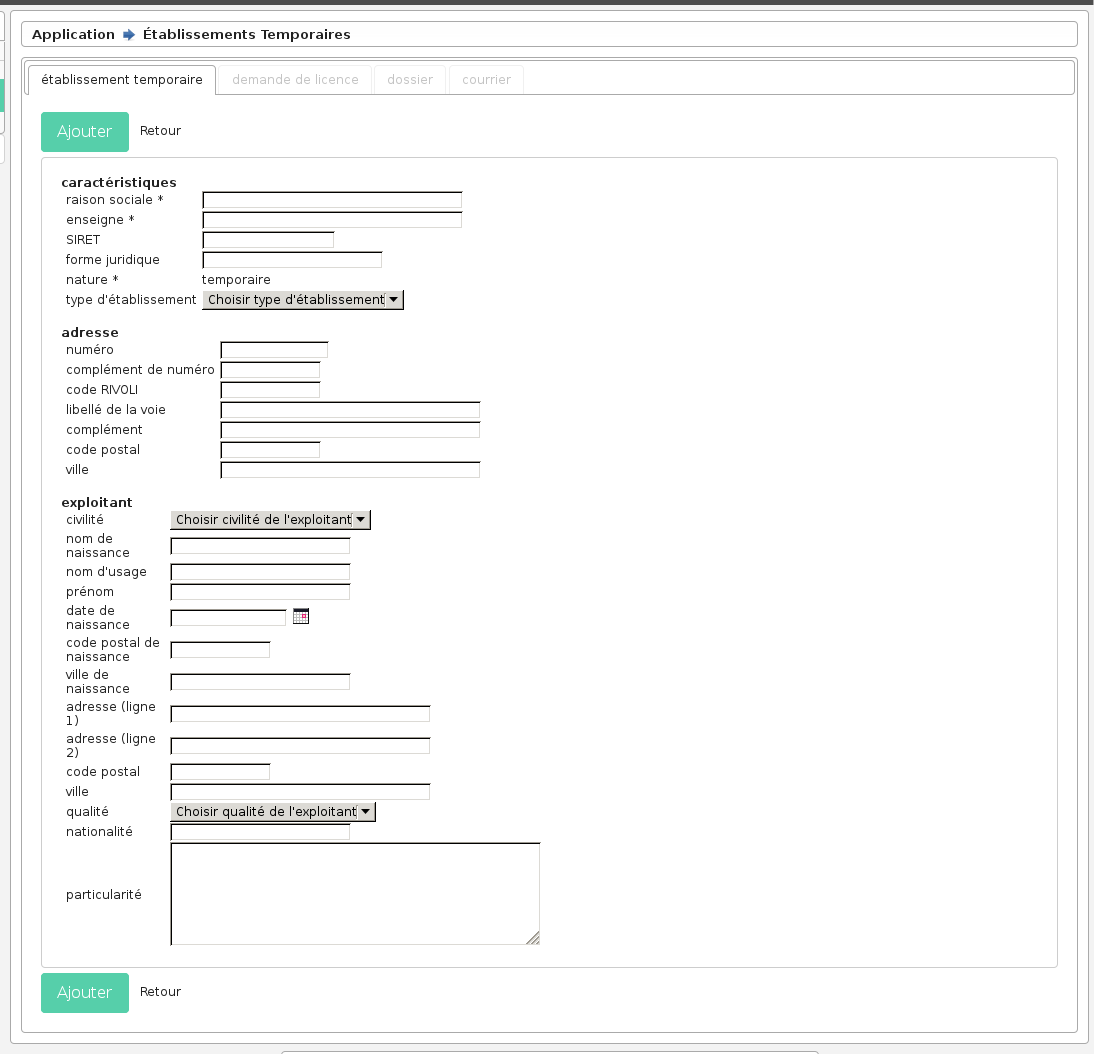 Application Établissements Temporaires
établissement temporaire demande de licence dossier courrier
Ajouter Retour
caractéristiques
raison sociale *
enseigne *
SIRET
forme juridique
nature * temporaire
type d'établissement Choisir type d'établissement
adresse
numéro
complément de numéro
code RIVOLI
libellé de la voie
complément
code postal
ville
exploitant
civilité Choisir civilité de l'exploitant
nom de
naissance
nom d'usage
prénom
date de
naissance
code postal de
naissance
ville de
naissance
adresse (ligne
1)
adresse (ligne
2)
code postal
ville
qualité Choisir qualité de l'exploitant
nationalité
particularité
Ajouter Retour